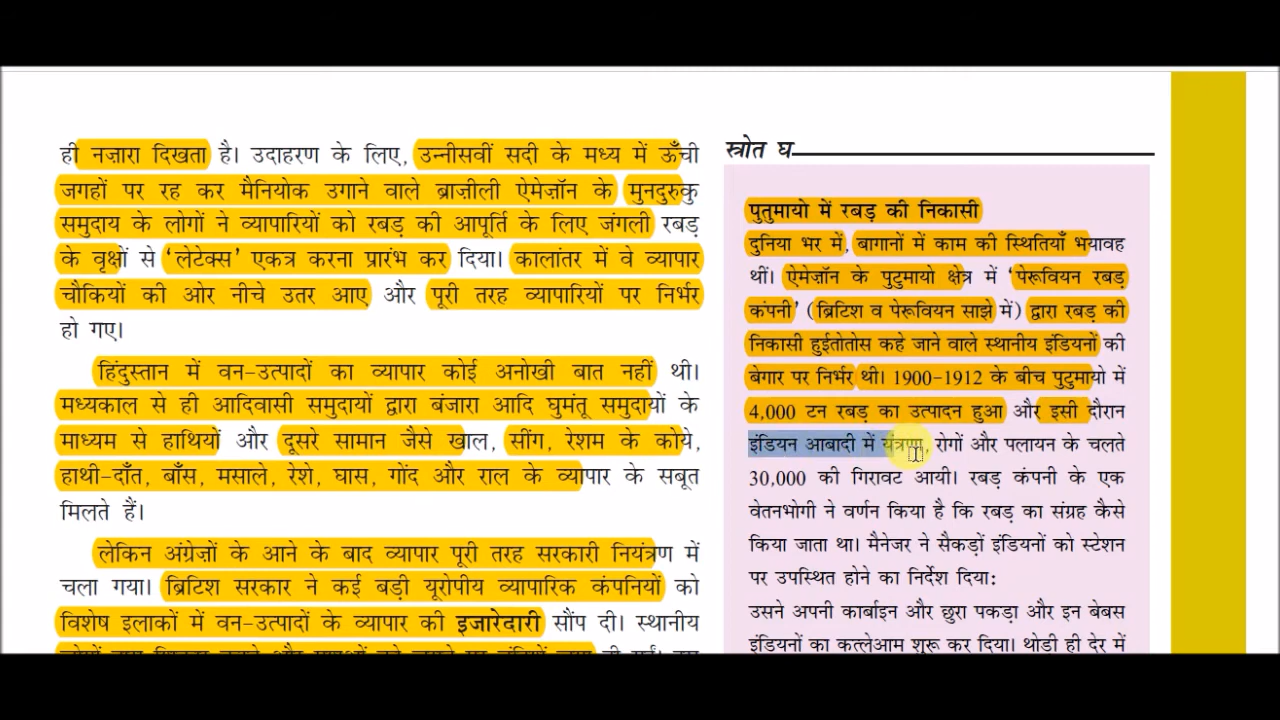 ही नज़ारा दिखता है। उदाहरण के लिए, उन्नीसवीं सदी के मध्य में ऊँची
जगहों पर रह कर मैनियोक उगाने वाले ब्राज़ीली ऐमेज़ॉन के मुनदुरुकु
समुदाय के लोगों ने व्यापारियों को रबड़ की आपूर्ति के लिए जंगली रबड़
के वृक्षों से ‘लेटेक्स’ एकत्र करना प्रारंभ कर दिया। कालांतर में वे व्यापार
चौकियों की ओर नीचे उतर आए और पूरी तरह व्यापारियों पर निर्भर
हो गए।
हिंदुस्तान में वन-उत्पादों का व्यापार कोई अनोखी बात नहीं थी।
मध्यकाल से ही आदिवासी समुदायों द्वारा बंजारा आदि घुमंतू समुदायों के
माध्यम से हाथियों और दूसरे सामान जैसे खाल, सींग, रेशम के कोये,
हाथी-दाँत, बाँस, मसाले, रेशे, घास, गोंद और राल के व्यापार के सबूत
मिलते हैं।
लेकिन अंग्रेज़ों के आने के बाद व्यापार पूरी तरह सरकारी नियंत्रण में
चला गया। ब्रिटिश सरकार ने कई बड़ी यूरोपीय व्यापारिक कंपनियों को
विशेष इलाकों में वन-उत्पादों के व्यापार की इजारेदारी सौंप दी। स्थानीय
स्त्रोत घ
पुतुमायो में रबड़ की निकासी
दुनिया भर में, बागानों में काम की स्थितियाँ भयावह
थीं। ऐमेज़ॉन के पुटुमायो क्षेत्र में ‘पेरूवियन रबड़
कंपनी’ (ब्रिटिश व पेरूवियन साझे में) द्वारा रबड़ की
निकासी हुईतोतोस कहे जाने वाले स्थानीय इंडियनों की
बेगार पर निर्भर थी। 1900-1912 के बीच पुटुमायो में
4,000 टन रबड़ का उत्पादन हुआ और इसी दौरान
इंडियन आबादी में यंत्रणा, रोगों और पलायन के चलते
30,000 की गिरावट आयी। रबड़ कंपनी के एक
वेतनभोगी ने वर्णन किया है कि रबड़ का संग्रह कैसे
किया जाता था। मैनेजर ने सैकड़ों इंडियनों को स्टेशन
पर उपस्थित होने का निर्देश दिया:
उसने अपनी कार्बाइन और छुरा पकड़ा और इन बेबस
इंडियनों का कत्लेआम शुरू कर दिया। थोडी ही देर में